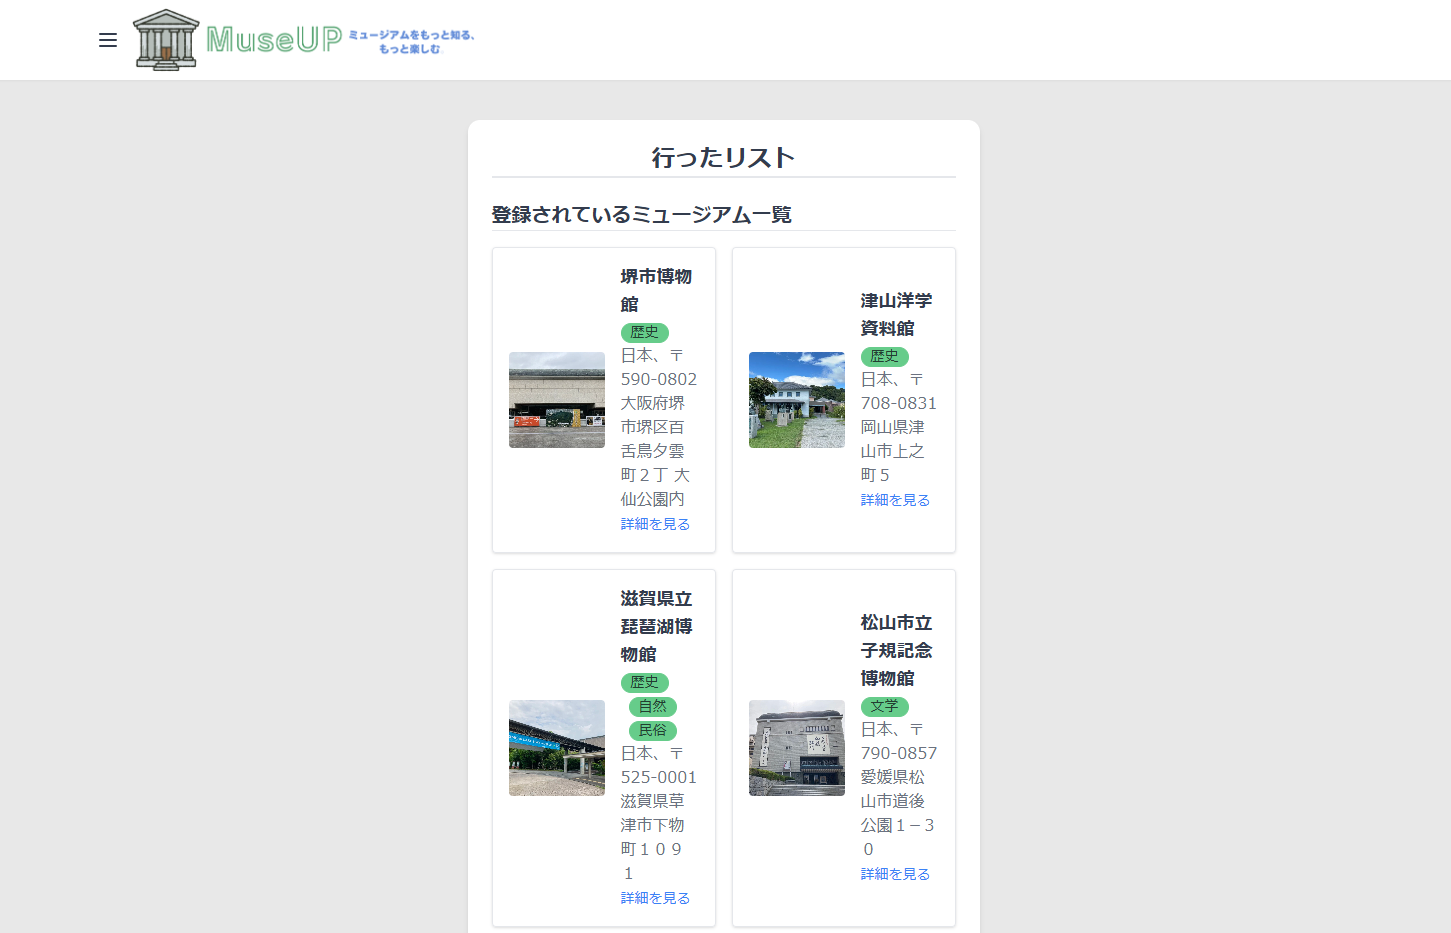 MuseUP
ミュージアムをもっと知る、
もっと楽しむ
行ったリスト
登録されているミュージアム一覧
堺市博物
館
歴史
日本、〒
590-0802
大阪府堺
市堺区百
舌鳥夕雲
町２丁 大
仙公園内
詳細を見る
津山洋学
資料館
歴史
日本、〒
708-0831
岡山県津
山市上之
町５
詳細を見る
滋賀県立
琵琶湖博
物館
歴史
自然
民俗
日本、〒
525-0001
滋賀県草
津市下物
町１０９
１
詳細を見る
松山市立
子規記念
博物館
文学
日本、〒
790-0857
愛媛県松
山市道後
公園１−３
０
詳細を見る